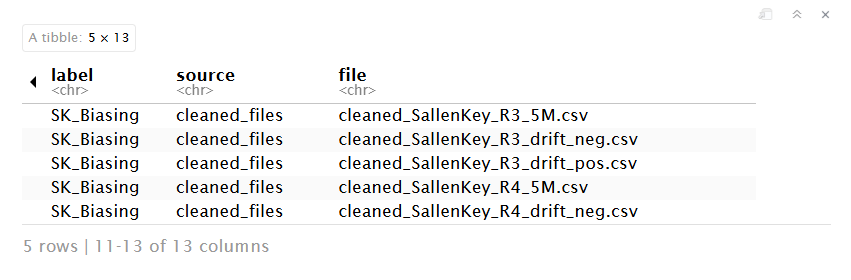 A tibble: 5 × 13
label source file
<chr> <chr> <chr>
SK_Biasing cleaned_files cleaned_SallenKey_R3_5M.csv
SK_Biasing cleaned_files cleaned_SallenKey_R3_drift_neg.csv
SK_Biasing cleaned_files cleaned_SallenKey_R3_drift_pos.csv
SK_Biasing cleaned_files cleaned_SallenKey_R4_5M.csv
SK_Biasing cleaned_files cleaned_SallenKey_R4_drift_neg.csv
5 rows | 11-13 of 13 columns